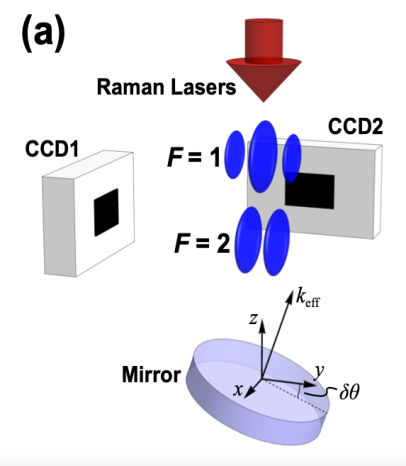 (a)
Raman Lasers
CCD2
CCD1
F = 1
F = 2
k_eff
z
Mirror
y
x
δθ